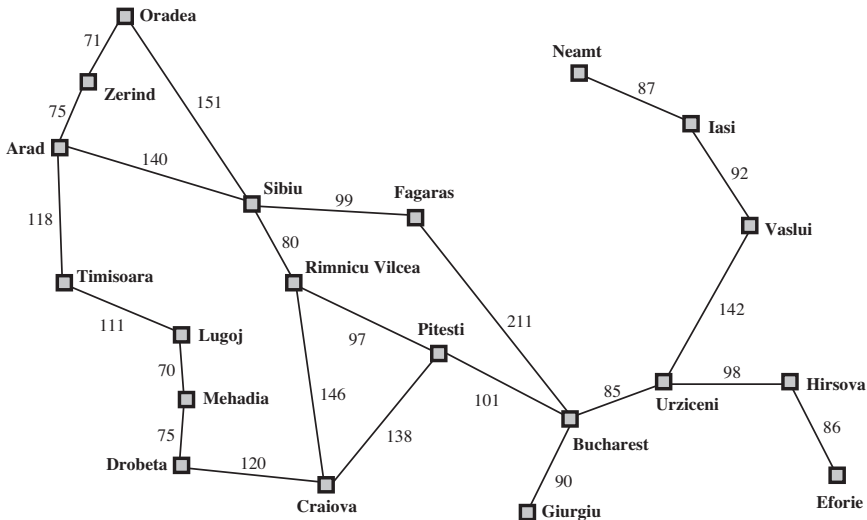 Oradea
71
Neamt
Zerind
87
75
151
Iasi
Arad
140
92
Sibiu
Fagaras
99
118
Vaslui
80
Timisoara
Rimnicu Vilcea
142
111
Lugoj
97
Pitesti
211
70
98
Hirsova
Mehadia
146
101
85
Urziceni
75
138
86
Bucharest
Drobeta
120
90
Eforie
Craiova
Giurgiu